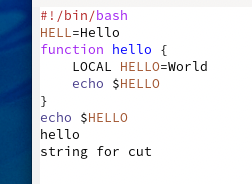 #!/bin/bash
HELL=Hello
function hello {
    LOCAL HELLO=World
    echo $HELLO
}
echo $HELLO
hello
string for cut